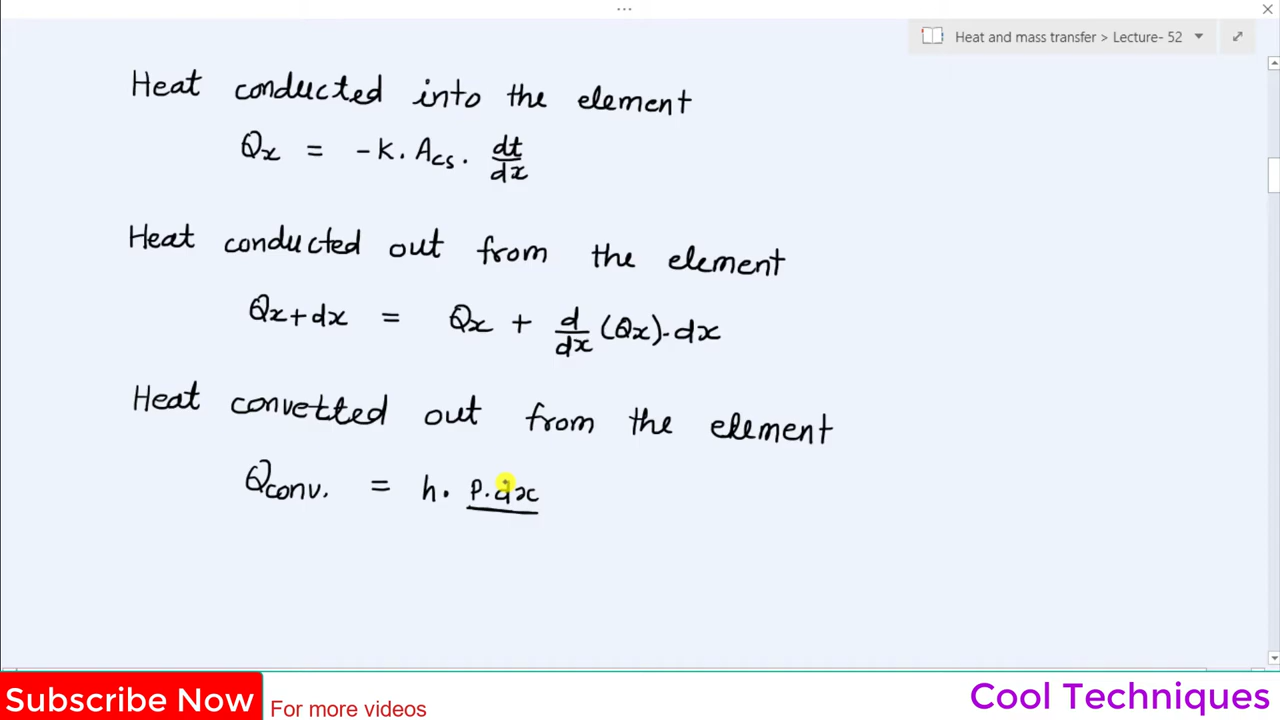 ...
Heat and mass transfer > Lecture- 52
Heat conducted into the element
Qx = -K. Acs. dt/dx
Heat conducted out from the element
Qx+dx = Qx + d/dx (Qx).dx
Heat convetted out from the element
Qconv. = h. P.dx
Subscribe Now
For more videos
Cool Techniques